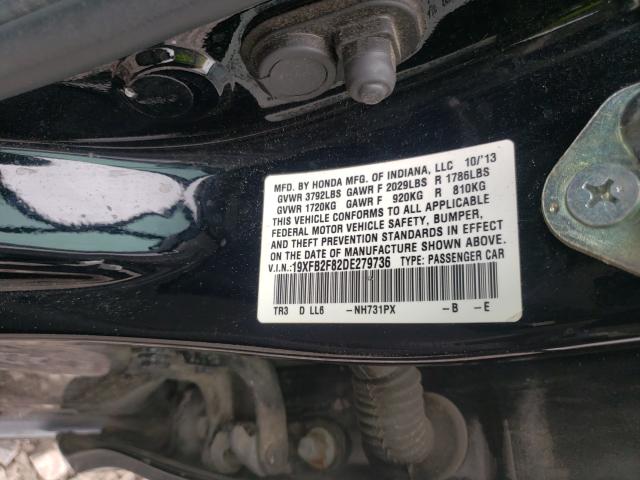 MFD. BY HONDA MFG. OF INDIANA, LLC 10/'13
GVWR 3792LBS GAWR F 2029LBS R 1786LBS
GVWR 1720KG GAWR F 920KG R 810KG
THIS VEHICLE CONFORMS TO ALL APPLICABLE
FEDERAL MOTOR VEHICLE SAFETY, BUMPER,
AND THEFT PREVENTION STANDARDS IN EFFECT
ON THE DATE OF MANUFACTURE SHOWN ABOVE.
V.I.N.: 19XFB2F82DE279736 TYPE: PASSENGER CAR
TR3 D LL6 -NH731PX -B -E